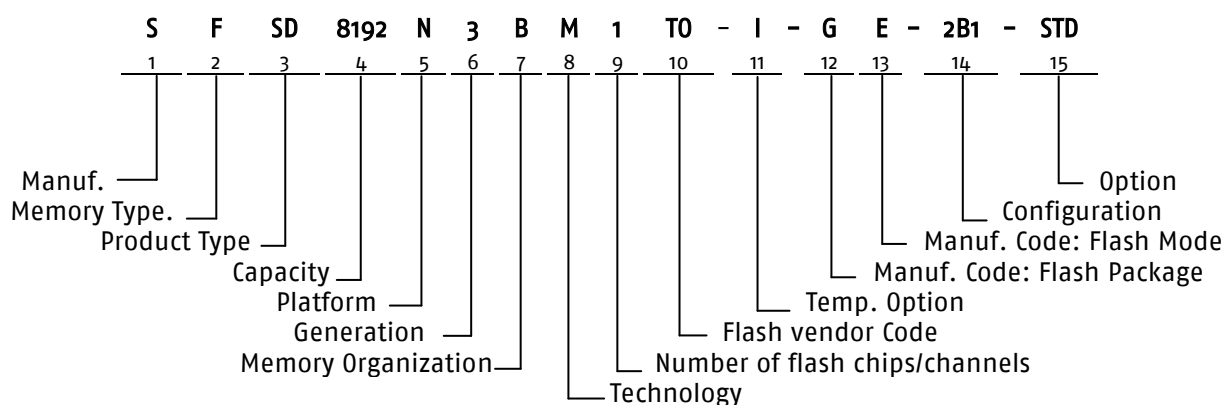 S F SD 8192 N 3 B M 1 TO - I - G E - 2B1 - STD
1 2 3 4 5 6 7 8 9 10 11 12 13 14 15
Manuf. Option
Memory Type. Configuration
Product Type Manuf. Code: Flash Mode
Capacity Manuf. Code: Flash Package
Platform Temp. Option
Generation Flash vendor Code
Memory Organization Number of flash chips/channels
Technology